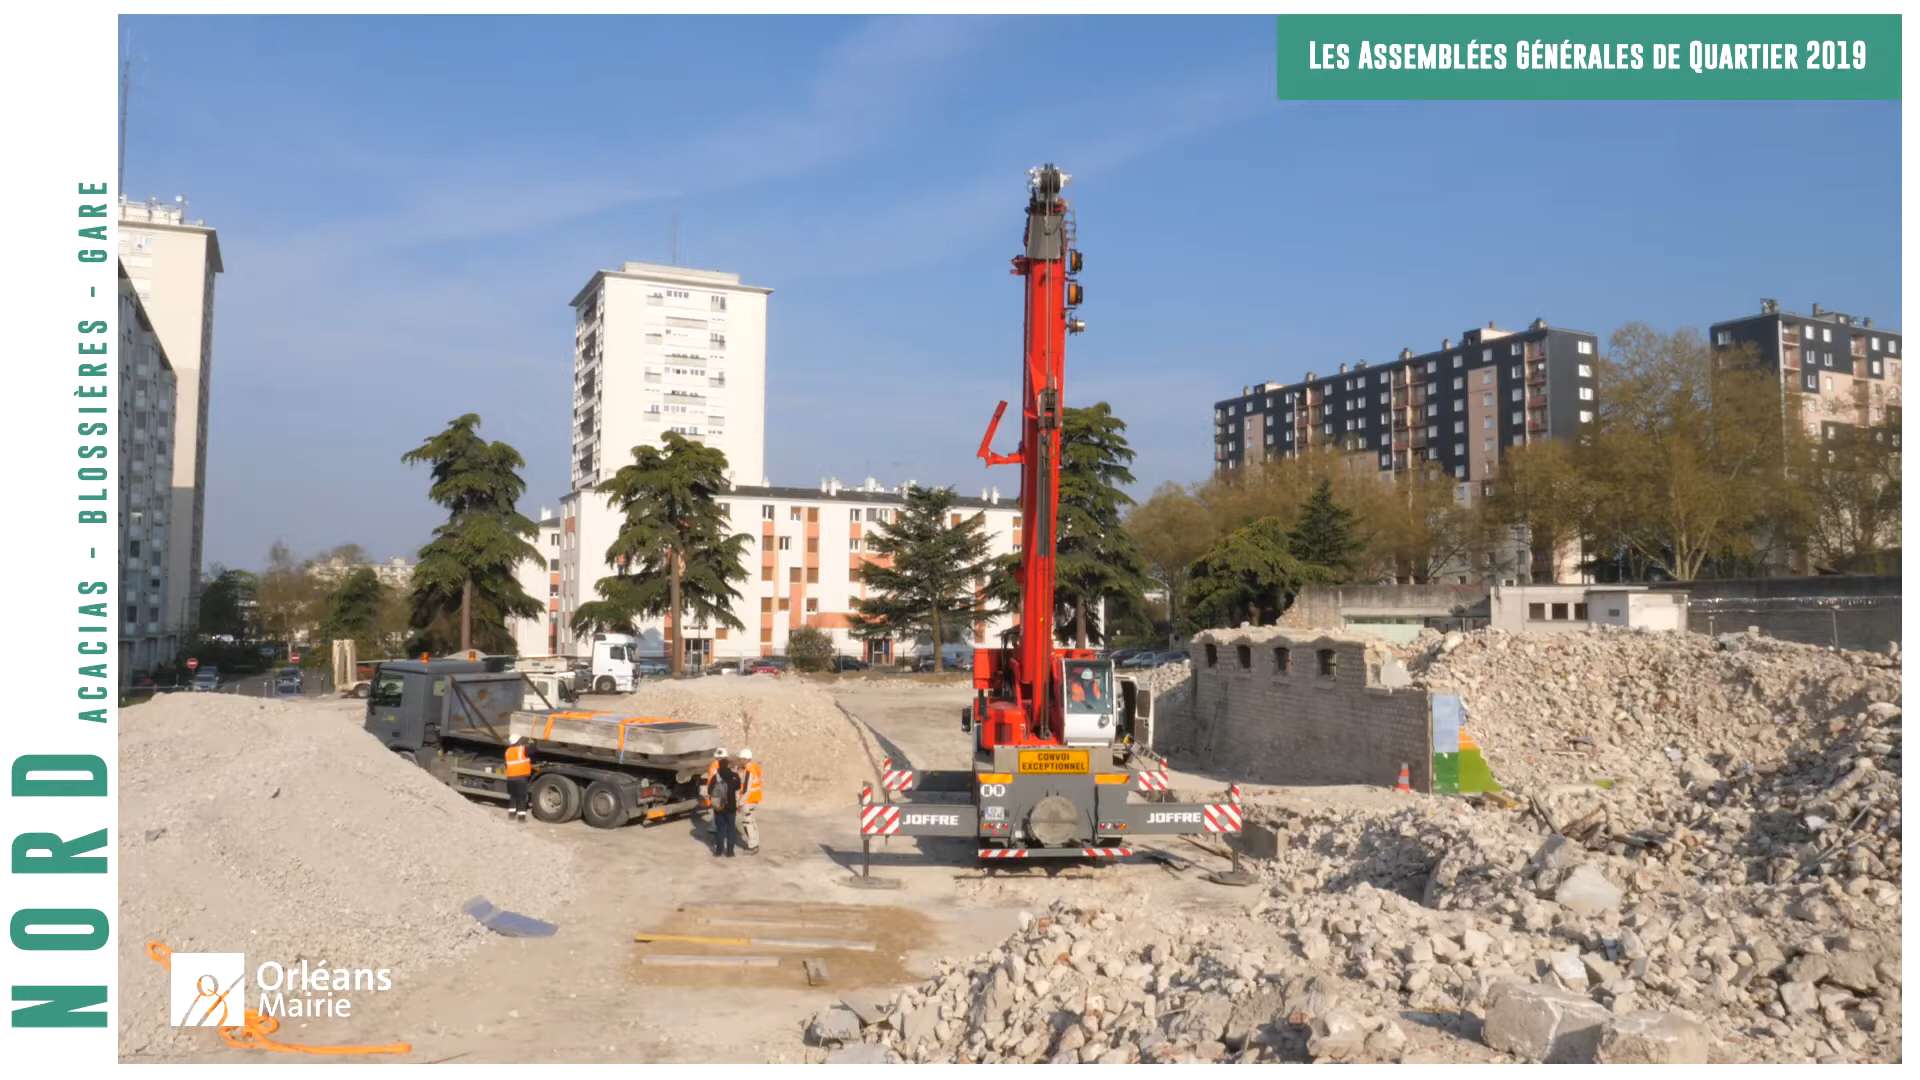 LES ASSEMBLÉES GÉNÉRALES DE QUARTIER 2019
NORD
ACACIAS - BLOSSIÈRES - GARE
CONVOI
EXCEPTIONNEL
JOFFRE
JOFFRE
Orléans
Mairie